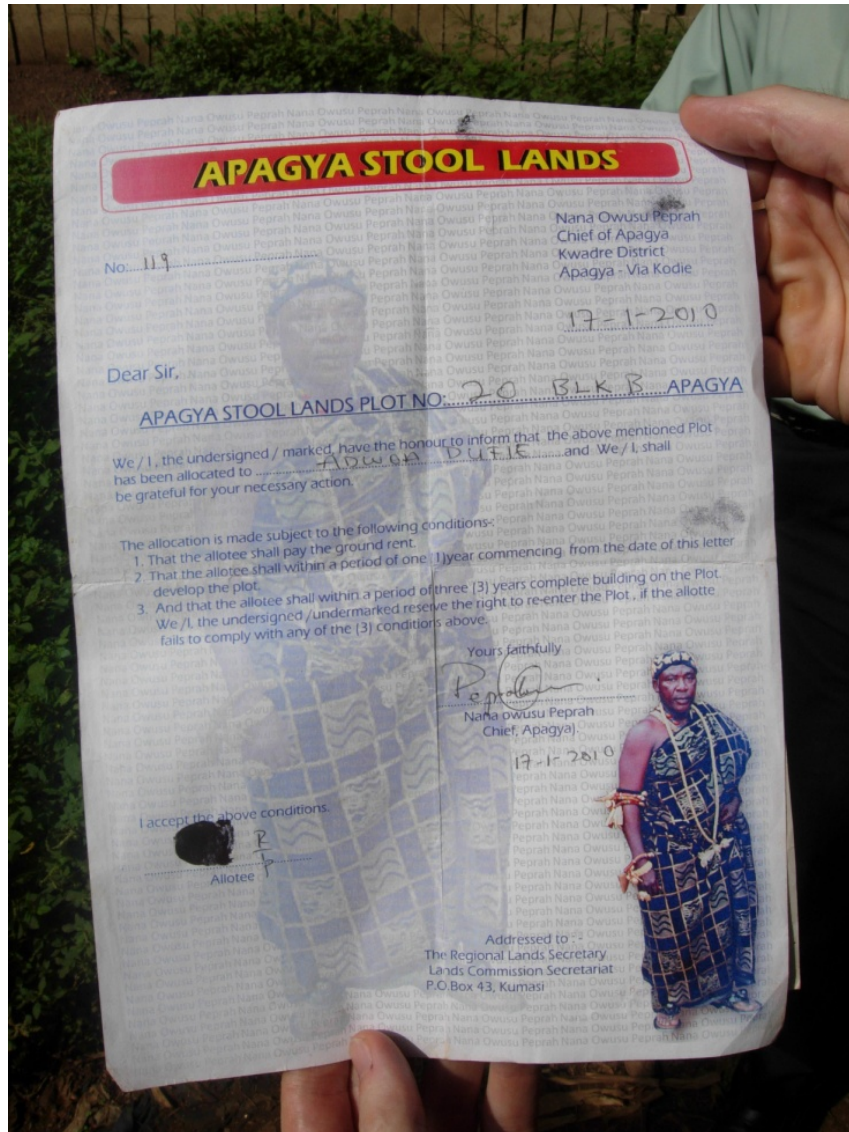 APAGYA STOOL LANDS
Nana Owusu Peprah
Chief of Apagya
Kwadre District
Apagya - Via Kodie
No: 119
17-1-2010
Dear Sir,
APAGYA STOOL LANDS PLOT NO: 20 BLK B APAGYA
We / I, the undersigned / marked, have the honour to inform that the above mentioned Plot
has been allocated to ADWOA DUFIE and We / I, shall
be grateful for your necessary action.
The allocation is made subject to the following conditions-:
1. That the allotee shall pay the ground rent.
2 That the allotee shall within a period of one (1)year commencing from the date of this letter
develop the plot.
3. And that the allotee shall within a period of three (3) years complete building on the Plot
We /I, the undersigned /undermarked reserve the right to re-enter the Plot , if the allotte
fails to comply with any of the (3) conditions above.
Yours faithfully
Nana owusu Peprah
Chief, Apagya).
17-1-2010
I accept the above conditions.
Allotee
Addressed to : -
The Regional Lands Secretary
Lands Commission Secretariat
P.O.Box 43, Kumasi